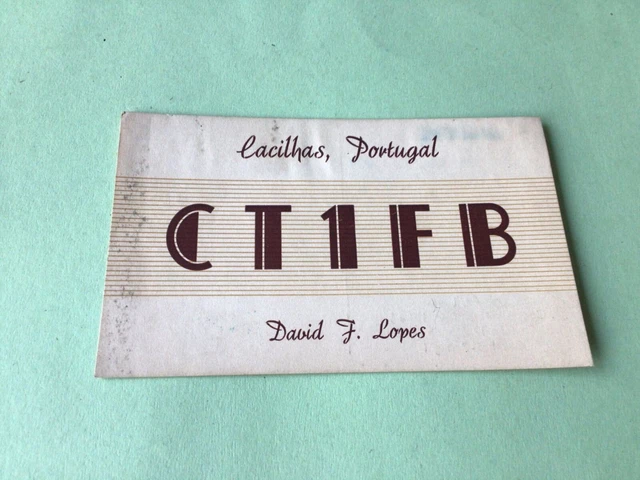 Cacilhas, Portugal
CT1FB
David F. Lopes